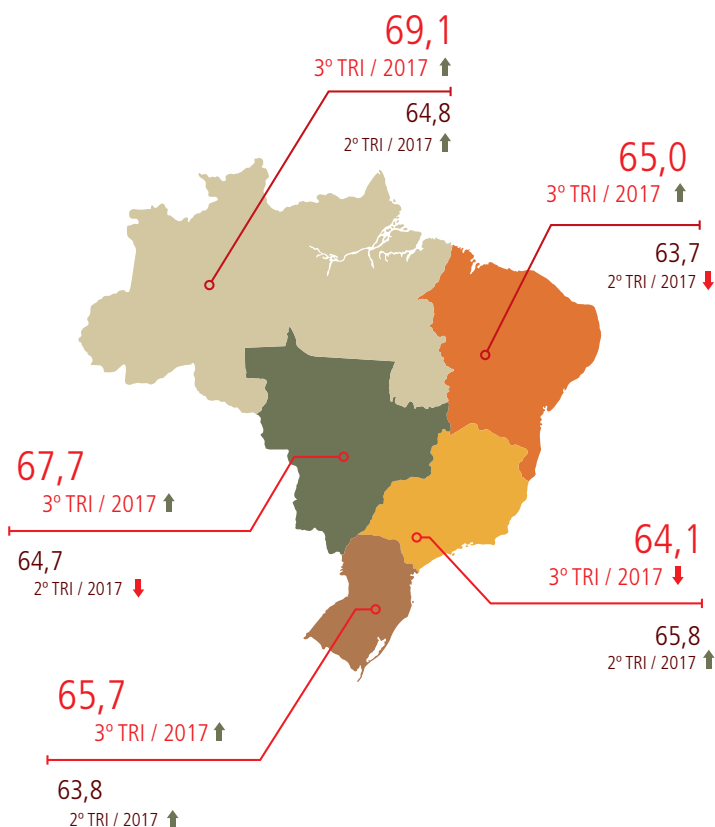 69,1
3º TRI / 2017
64,8
2º TRI / 2017
65,0
3º TRI / 2017
63,7
2º TRI / 2017
67,7
3º TRI / 2017
64,7
2º TRI / 2017
64,1
3º TRI / 2017
65,8
2º TRI / 2017
65,7
3º TRI / 2017
63,8
2º TRI / 2017